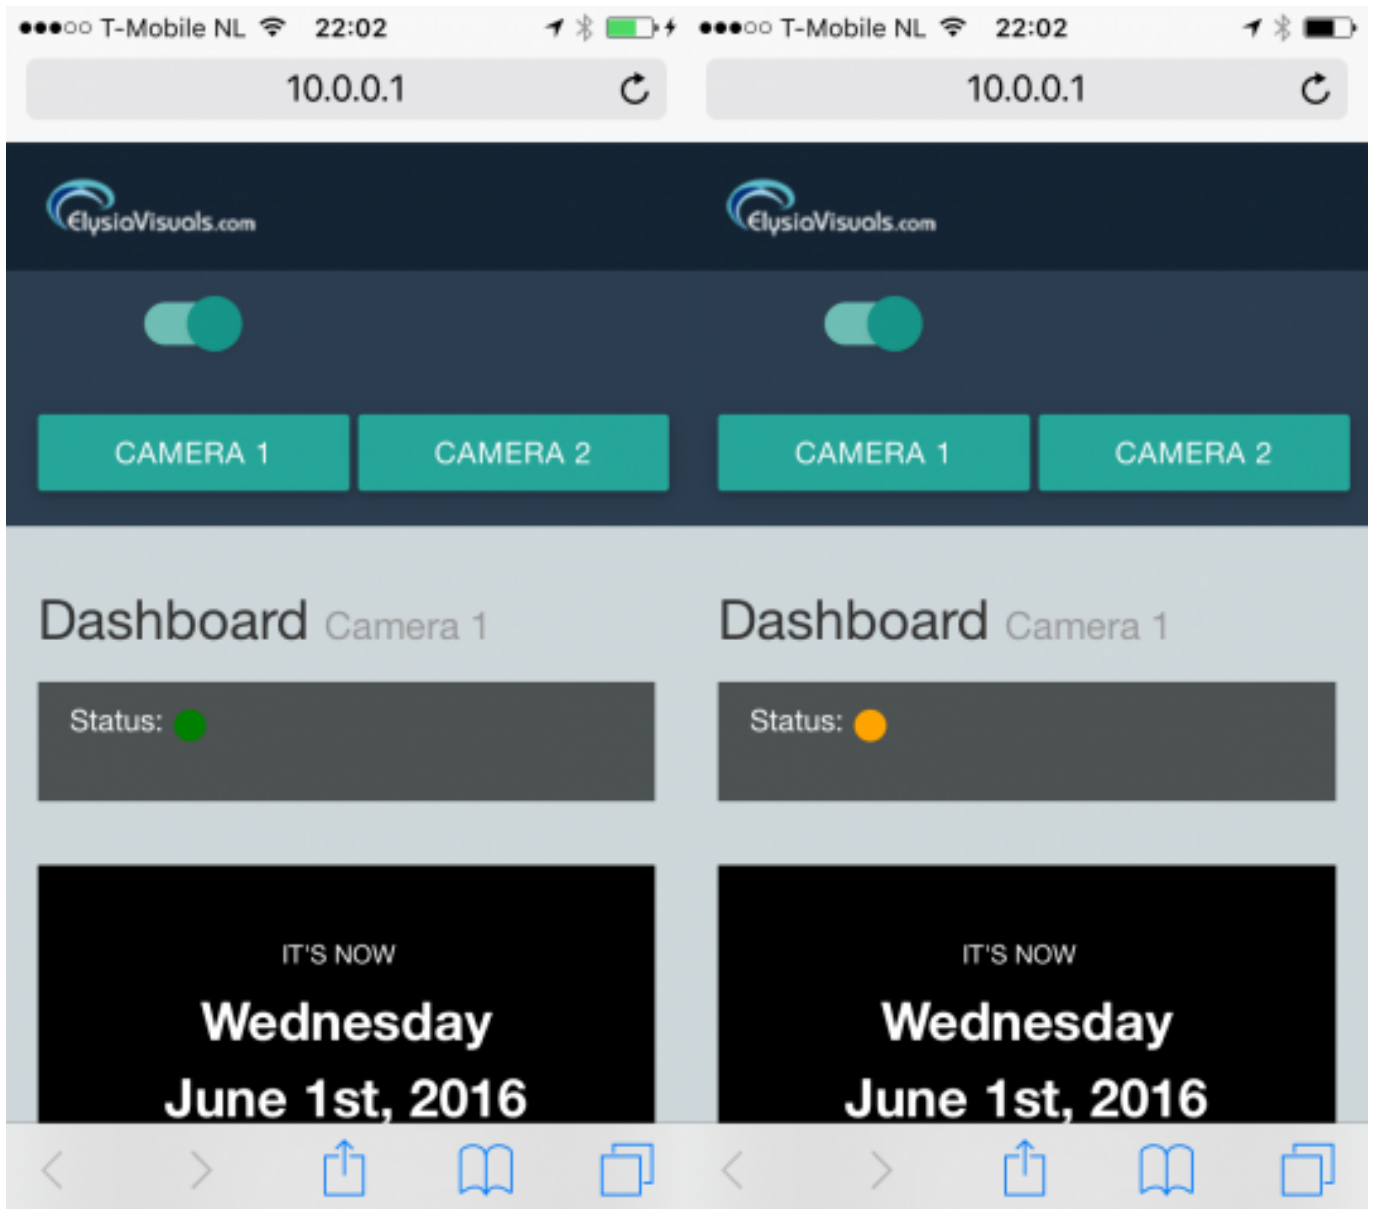 T-Mobile NL 22:02
10.0.0.1
ElysiaVisuals.com
CAMERA 1 CAMERA 2
Dashboard Camera 1
Status:
IT'S NOW
Wednesday
June 1st, 2016
T-Mobile NL 22:02
10.0.0.1
ElysiaVisuals.com
CAMERA 1 CAMERA 2
Dashboard Camera 1
Status:
IT'S NOW
Wednesday
June 1st, 2016